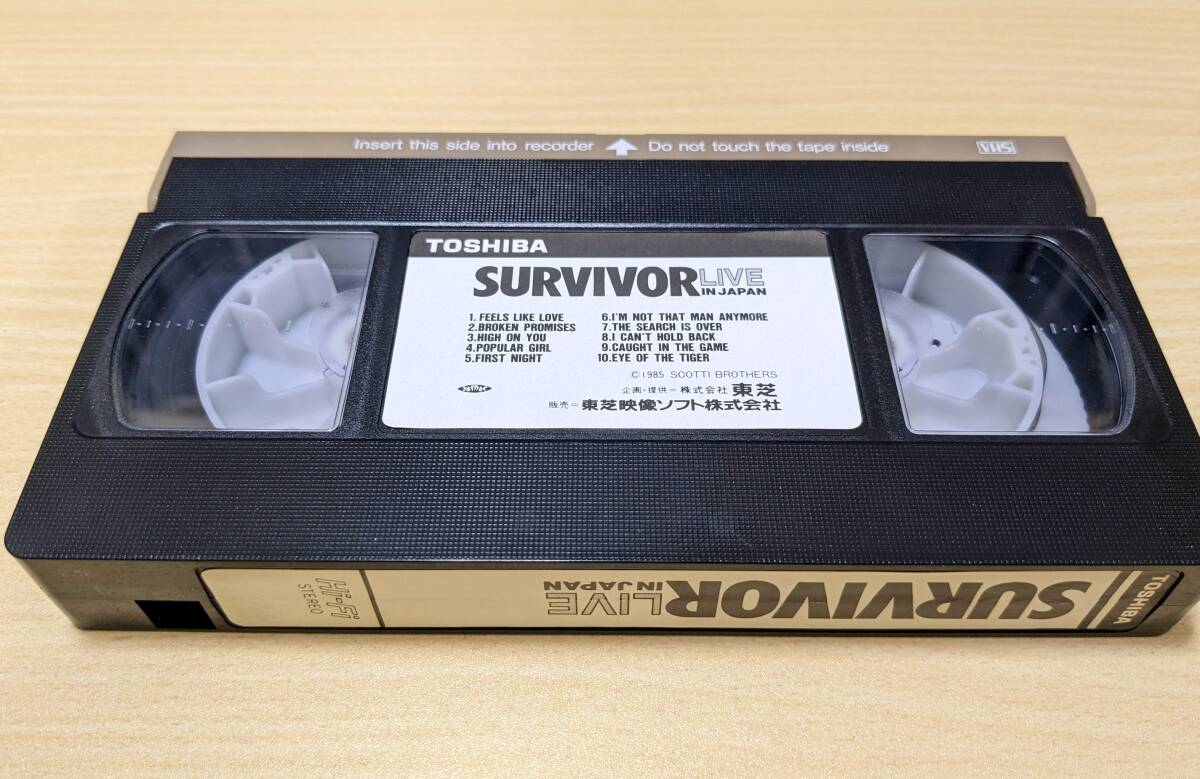 Insert this side into recorder Do not touch the tape inside VHS
TOSHIBA
SURVIVOR LIVE
IN JAPAN
1. FEELS LIKE LOVE
2. BROKEN PROMISES
3. HIGH ON YOU
4. POPULAR GIRL
5. FIRST NIGHT
6. I'M NOT THAT MAN ANYMORE
7. THE SEARCH IS OVER
8. I CAN'T HOLD BACK
9. CAUGHT IN THE GAME
10. EYE OF THE TIGER
©1985 SCOTTI BROTHERS
企画・提供=株式会社 東芝
販売=東芝映像ソフト株式会社
TOSHIBA
SURVIVOR LIVE
IN JAPAN
Hi-Fi
STEREO